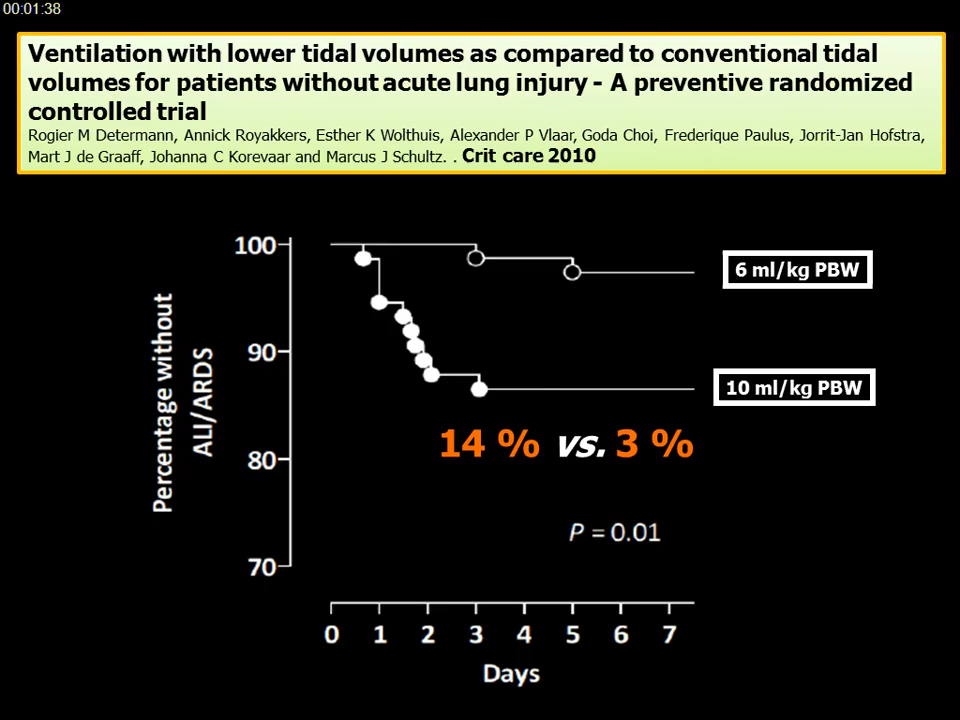 00:01:38
Ventilation with lower tidal volumes as compared to conventional tidal
volumes for patients without acute lung injury - A preventive randomized
controlled trial
Rogier M Determann, Annick Royakkers, Esther K Wolthuis, Alexander P Vlaar, Goda Choi, Frederique Paulus, Jorrit-Jan Hofstra,
Mart J de Graaff, Johanna C Korevaar and Marcus J Schultz. . Crit care 2010
100
90
80
70
Percentage without
ALI/ARDS
6 ml/kg PBW
10 ml/kg PBW
14 % vs. 3 %
P = 0.01
0 1 2 3 4 5 6 7
Days